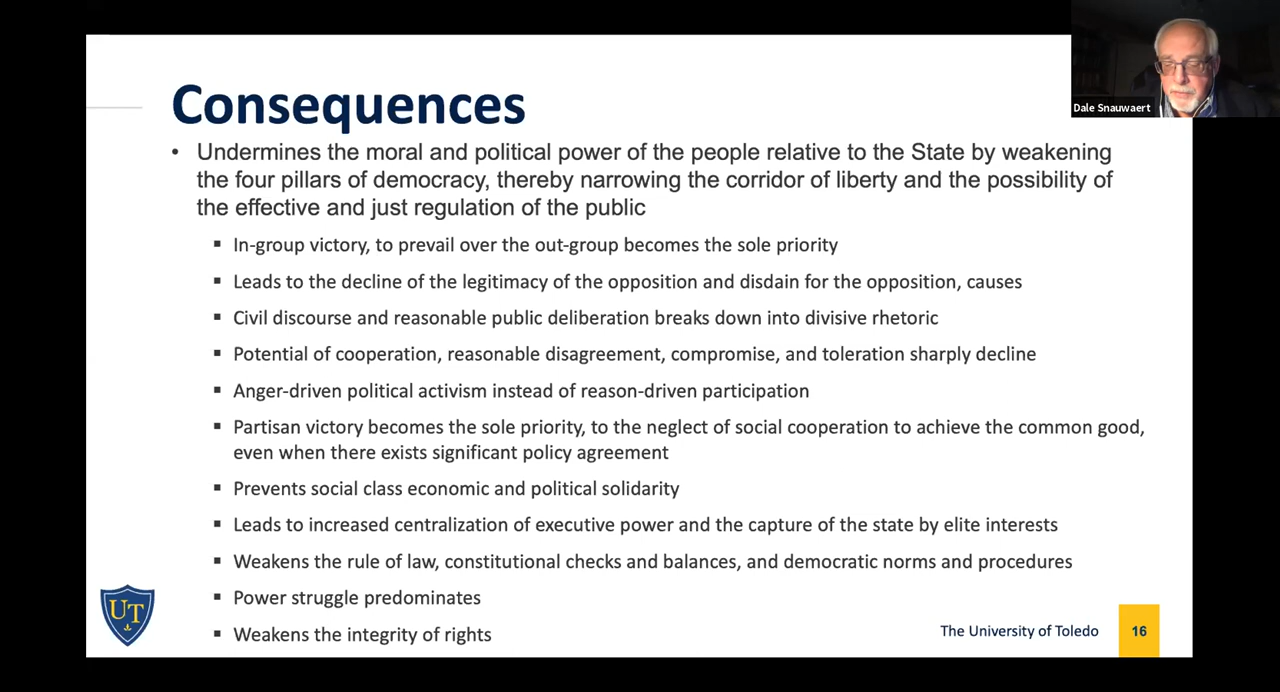 Dale Snauwaert
Consequences
• Undermines the moral and political power of the people relative to the State by weakening
the four pillars of democracy, thereby narrowing the corridor of liberty and the possibility of
the effective and just regulation of the public
▪ In-group victory, to prevail over the out-group becomes the sole priority
▪ Leads to the decline of the legitimacy of the opposition and disdain for the opposition, causes
▪ Civil discourse and reasonable public deliberation breaks down into divisive rhetoric
▪ Potential of cooperation, reasonable disagreement, compromise, and toleration sharply decline
▪ Anger-driven political activism instead of reason-driven participation
▪ Partisan victory becomes the sole priority, to the neglect of social cooperation to achieve the common good,
even when there exists significant policy agreement
▪ Prevents social class economic and political solidarity
▪ Leads to increased centralization of executive power and the capture of the state by elite interests
▪ Weakens the rule of law, constitutional checks and balances, and democratic norms and procedures
▪ Power struggle predominates
▪ Weakens the integrity of rights
UT
The University of Toledo
16